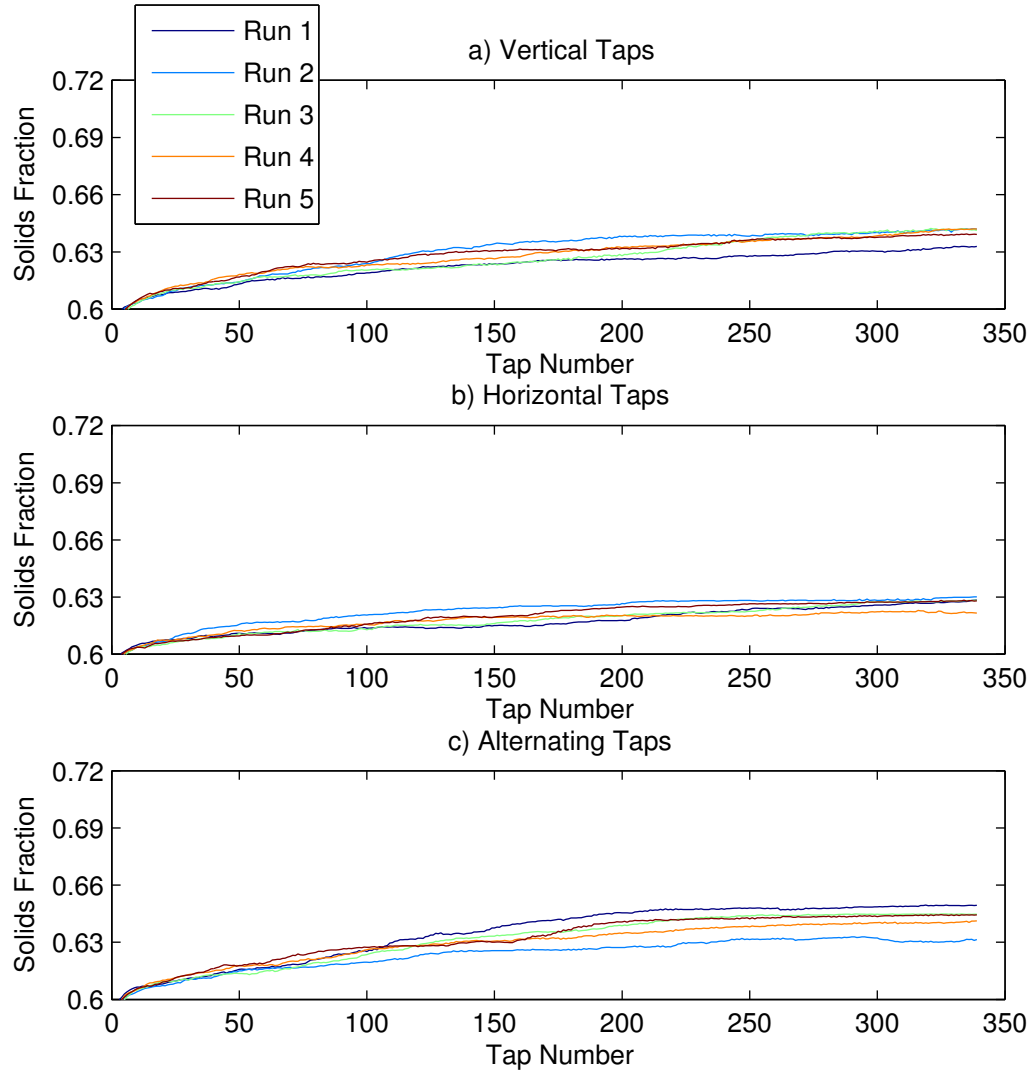 Run 1
Run 2
Run 3
Run 4
Run 5
a) Vertical Taps
0.72
0.69
0.66
0.63
0.6
Solids Fraction
0 50 100 150 200 250 300 350
Tap Number
b) Horizontal Taps
0.72
0.69
0.66
0.63
0.6
Solids Fraction
0 50 100 150 200 250 300 350
Tap Number
c) Alternating Taps
0.72
0.69
0.66
0.63
0.6
Solids Fraction
0 50 100 150 200 250 300 350
Tap Number